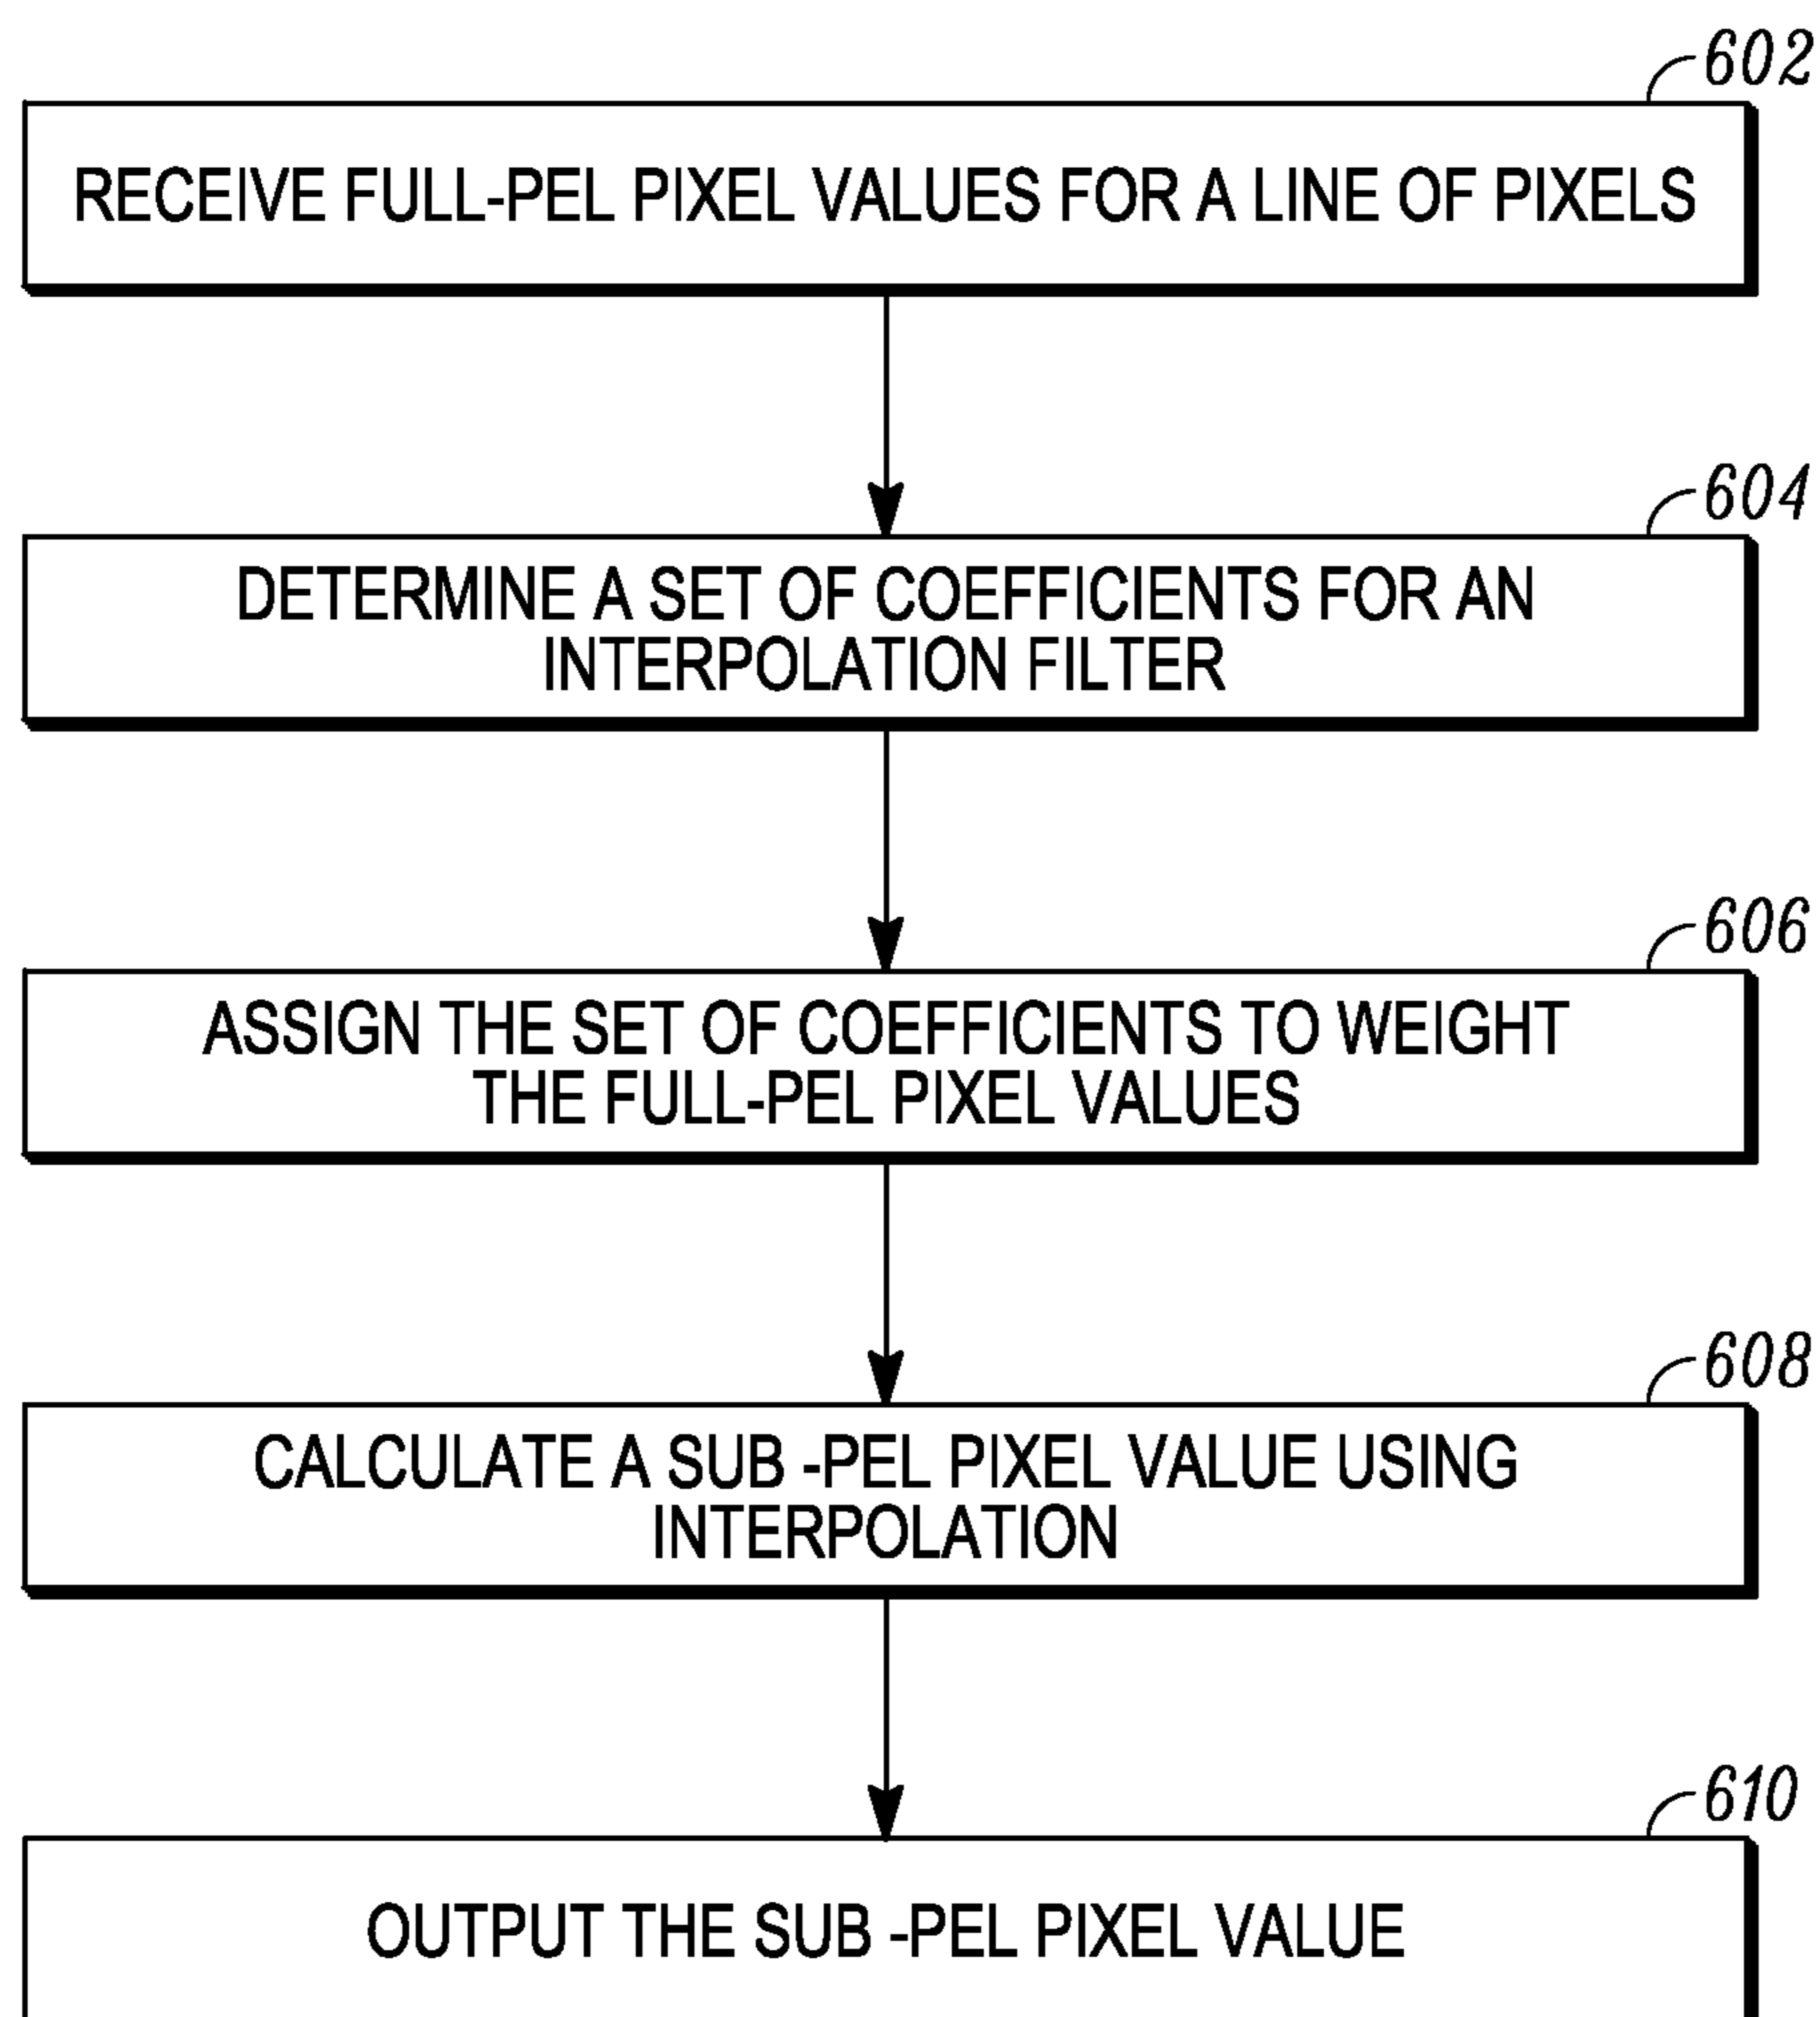 602
RECEIVE FULL-PEL PIXEL VALUES FOR A LINE OF PIXELS
604
DETERMINE A SET OF COEFFICIENTS FOR AN
INTERPOLATION FILTER
606
ASSIGN THE SET OF COEFFICIENTS TO WEIGHT
THE FULL-PEL PIXEL VALUES
608
CALCULATE A SUB -PEL PIXEL VALUE USING
INTERPOLATION
610
OUTPUT THE SUB -PEL PIXEL VALUE